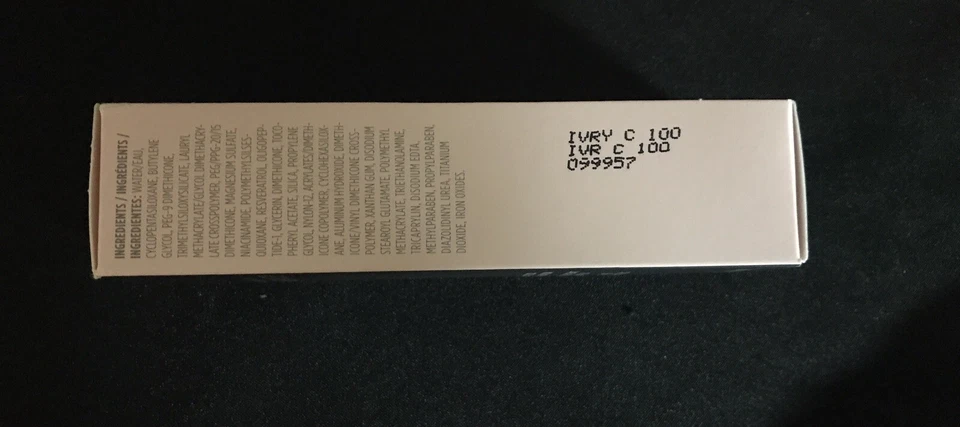 INGREDIENTS / INGRÉDIENTS /
INGREDIENTES: WATER/EAU,
CYCLOPENTASILOXANE, BUTYLENE
GLYCOL, PEG-9 DIMETHICONE,
TRIMETHYLSILOXYSILICATE, LAURYL
METHACRYLATE/GLYCOL DIMETHACRY-
LATE CROSSPOLYMER, PEG/PPG-20/15
DIMETHICONE, MAGNESIUM SULFATE,
NIACINAMIDE, POLYMETHYLSILSES-
QUIOXANE, RESVERATROL, OLIGOPEP-
TIDE-1, GLYCERIN, DIMETHICONE, TOCO-
PHERYL ACETATE, SILICA, PROPYLENE
GLYCOL, NYLON-12, ACRYLATES/DIMETH-
ICONE COPOLYMER, CYCLOHEXASILOX-
ANE, ALUMINUM HYDROXIDE, DIMETH-
ICONE/VINYL DIMETHICONE CROSS-
POLYMER, XANTHAN GUM, DISODIUM
STEAROYL GLUTAMATE, POLYMETHYL
METHACRYLATE, TRIETHANOLAMINE,
TRICAPRYLIN, DISODIUM EDTA,
METHYLPARABEN, PROPYLPARABEN,
DIAZOLIDINYL UREA, TITANIUM
DIOXIDE, IRON OXIDES.
IVRY C 100
IVR C 100
099957